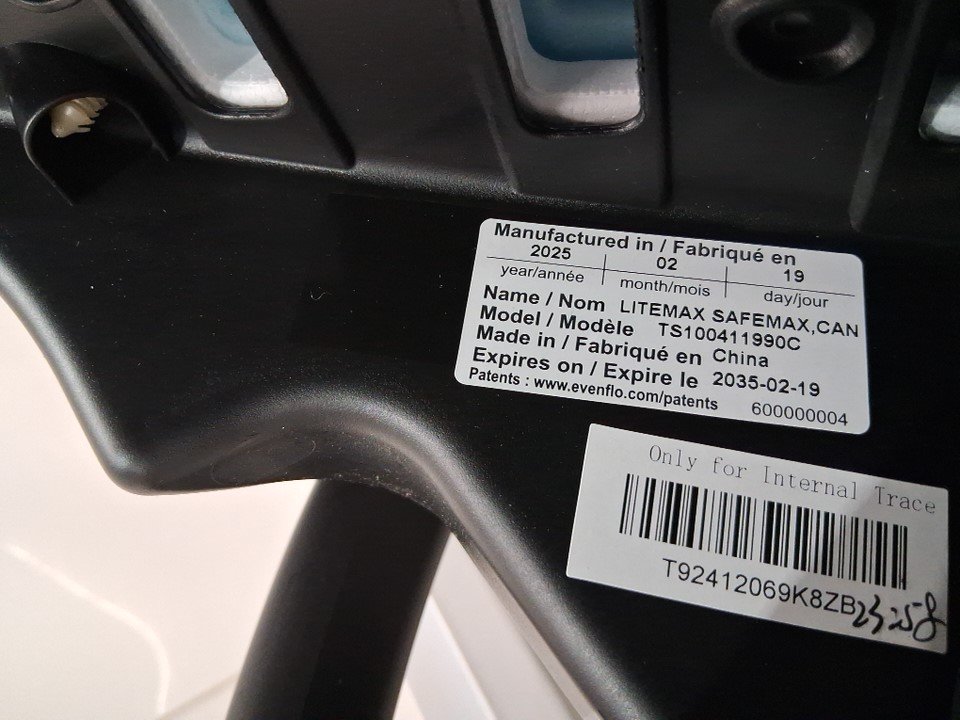 Manufactured in / Fabriqué en
2025 02 19
year/année month/mois day/jour
Name / Nom LITEMAX SAFEMAX,CAN
Model / Modèle TS100411990C
Made in / Fabriqué en China
Expires on / Expire le 2035-02-19
Patents : www.evenflo.com/patents 600000004
Only for Internal Trace
T92412069K8ZB 23:58